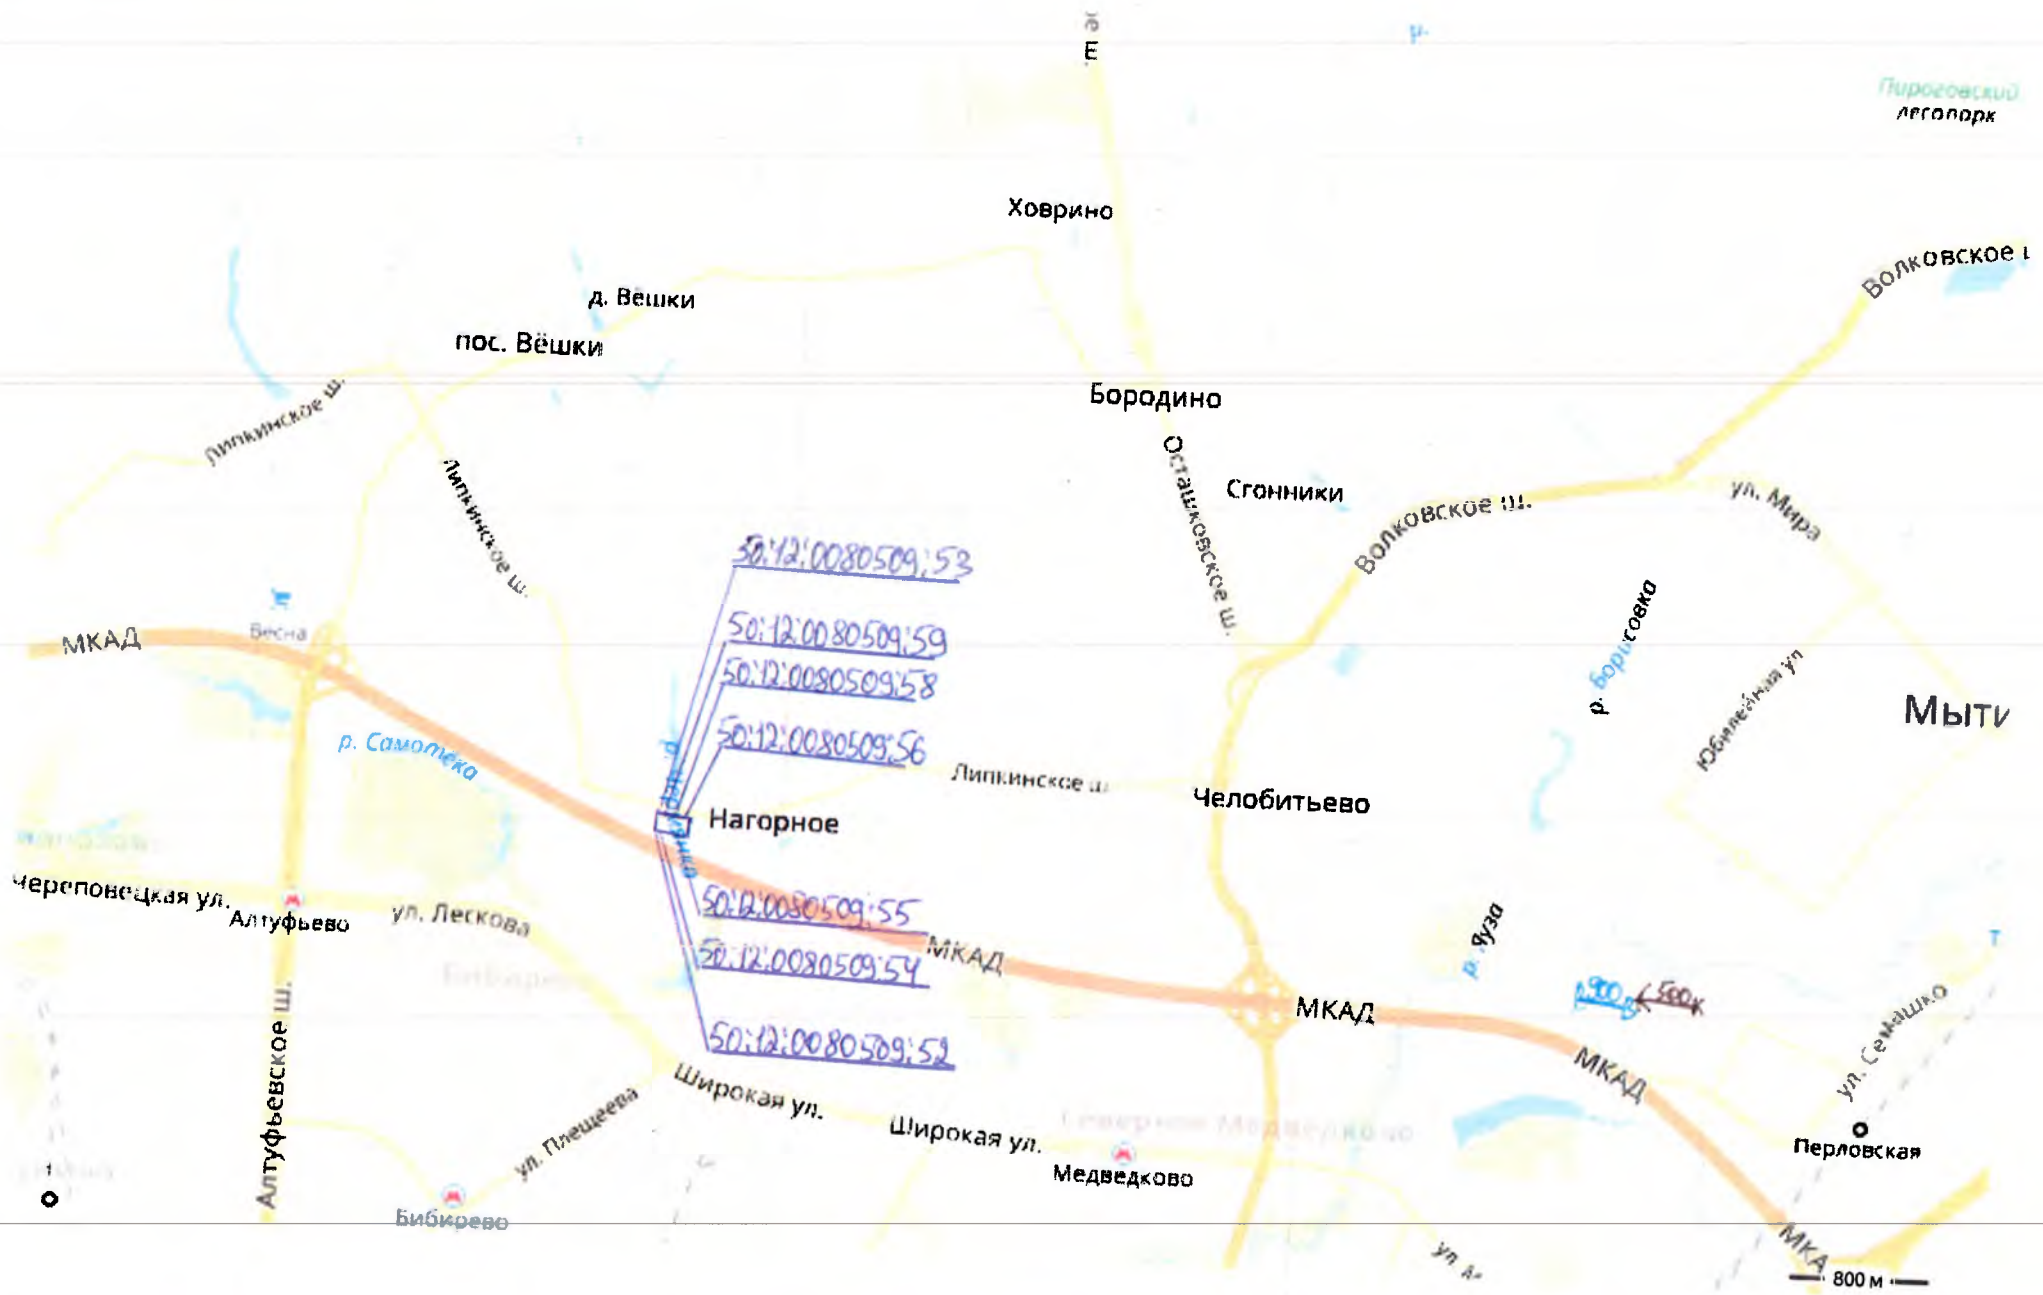 е
Е
р.
Пироговский
лесопарк
Ховрино
Волковское
д. Вёшки
пос. Вёшки
Липкинское ш.
Бородино
Липкинское ш.
Осташковское ш.
Сгонники
Волковское ш.
ул. Мира
50:12:0080509:53
50:12:0080509:59
50:12:0080509:58
50:12:0080509:56
МКАД
Весна
р. Борисовка
Юбилейная ул
Мыти
р. Самотёка
Липкинское ш
Челобитьево
Нагорное
Череповецкая ул.
Алтуфьево
ул. Лескова
50:12:0080509:55
50:12:0080509:54
50:12:0080509:52
МКАД
МКАД
р. Яуза
ул. Семашко
Бибирево
Алтуфьевское ш.
МКАД
Широкая ул.
Широкая ул.
ул. Плещеева
Северное Медведково
Медведково
Перловская
Бибирево
МКА
ул
800 м